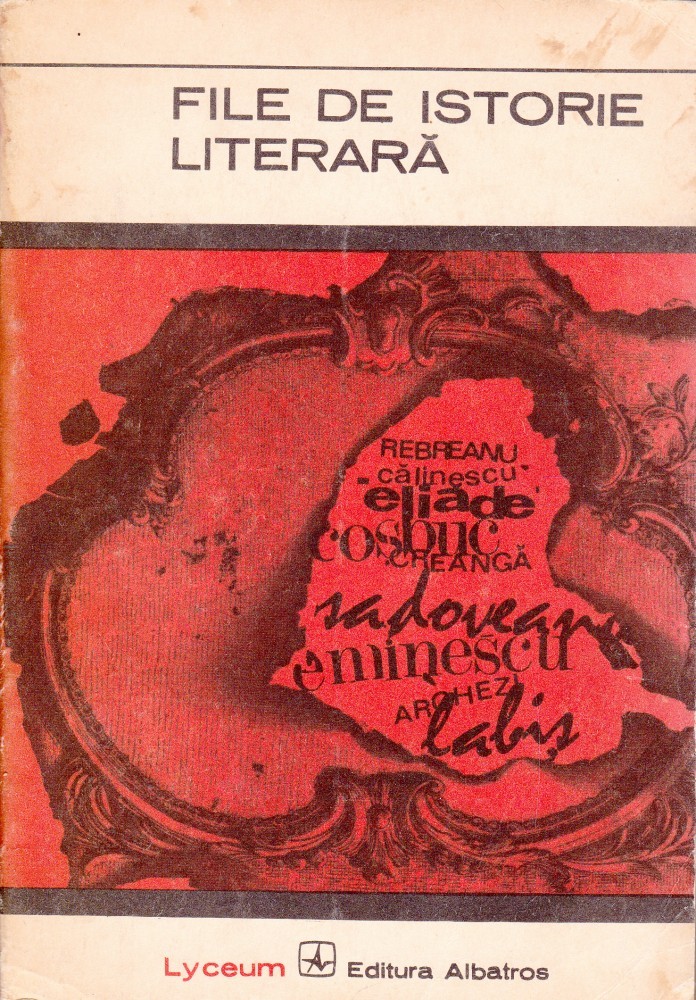 FILE DE ISTORIE
LITERARĂ
REBREANU
călinescu
eliade
coșbuc
CREANGĂ
sadoveanu
eminescu
ARGHEZI
labiș
Lyceum Editura Albatros